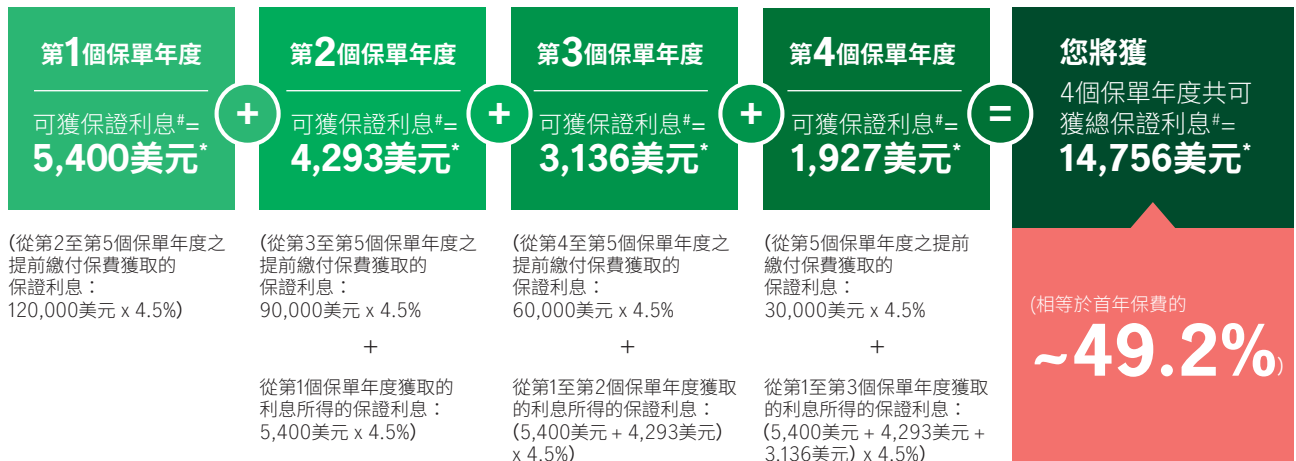 第1個保單年度
可獲保證利息#=
5,400美元*
(從第2至第5個保單年度之
提前繳付保費獲取的
保證利息：
120,000美元 x 4.5%)
+
第2個保單年度
可獲保證利息#=
4,293美元*
(從第3至第5個保單年度之
提前繳付保費獲取的
保證利息：
90,000美元 x 4.5%
+
從第1個保單年度獲取的
利息所得的保證利息：
5,400美元 x 4.5%)
+
第3個保單年度
可獲保證利息#=
3,136美元*
(從第4至第5個保單年度之
提前繳付保費獲取的
保證利息：
60,000美元 x 4.5%
+
從第1至第2個保單年度獲取
的利息所得的保證利息：
(5,400美元 + 4,293美元)
x 4.5%)
+
第4個保單年度
可獲保證利息#=
1,927美元*
(從第5個保單年度之提前
繳付保費獲取的
保證利息：
30,000美元 x 4.5%
+
從第1至第3個保單年度獲取
的利息所得的保證利息：
(5,400美元 + 4,293美元 +
3,136美元) x 4.5%)
=
您將獲
4個保單年度共可
獲總保證利息#=
14,756美元*
(相等於首年保費的
~49.2%)